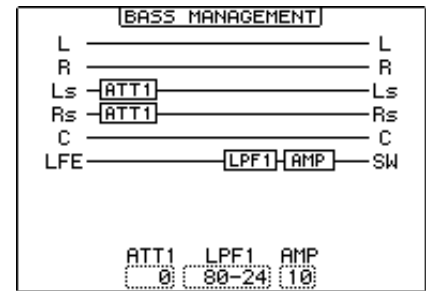 BASS MANAGEMENT
L L
R R
Ls ATT1 Ls
Rs ATT1 Rs
C C
LFE LPF1 AMP SW
ATT1 LPF1 AMP
0 80-24 10